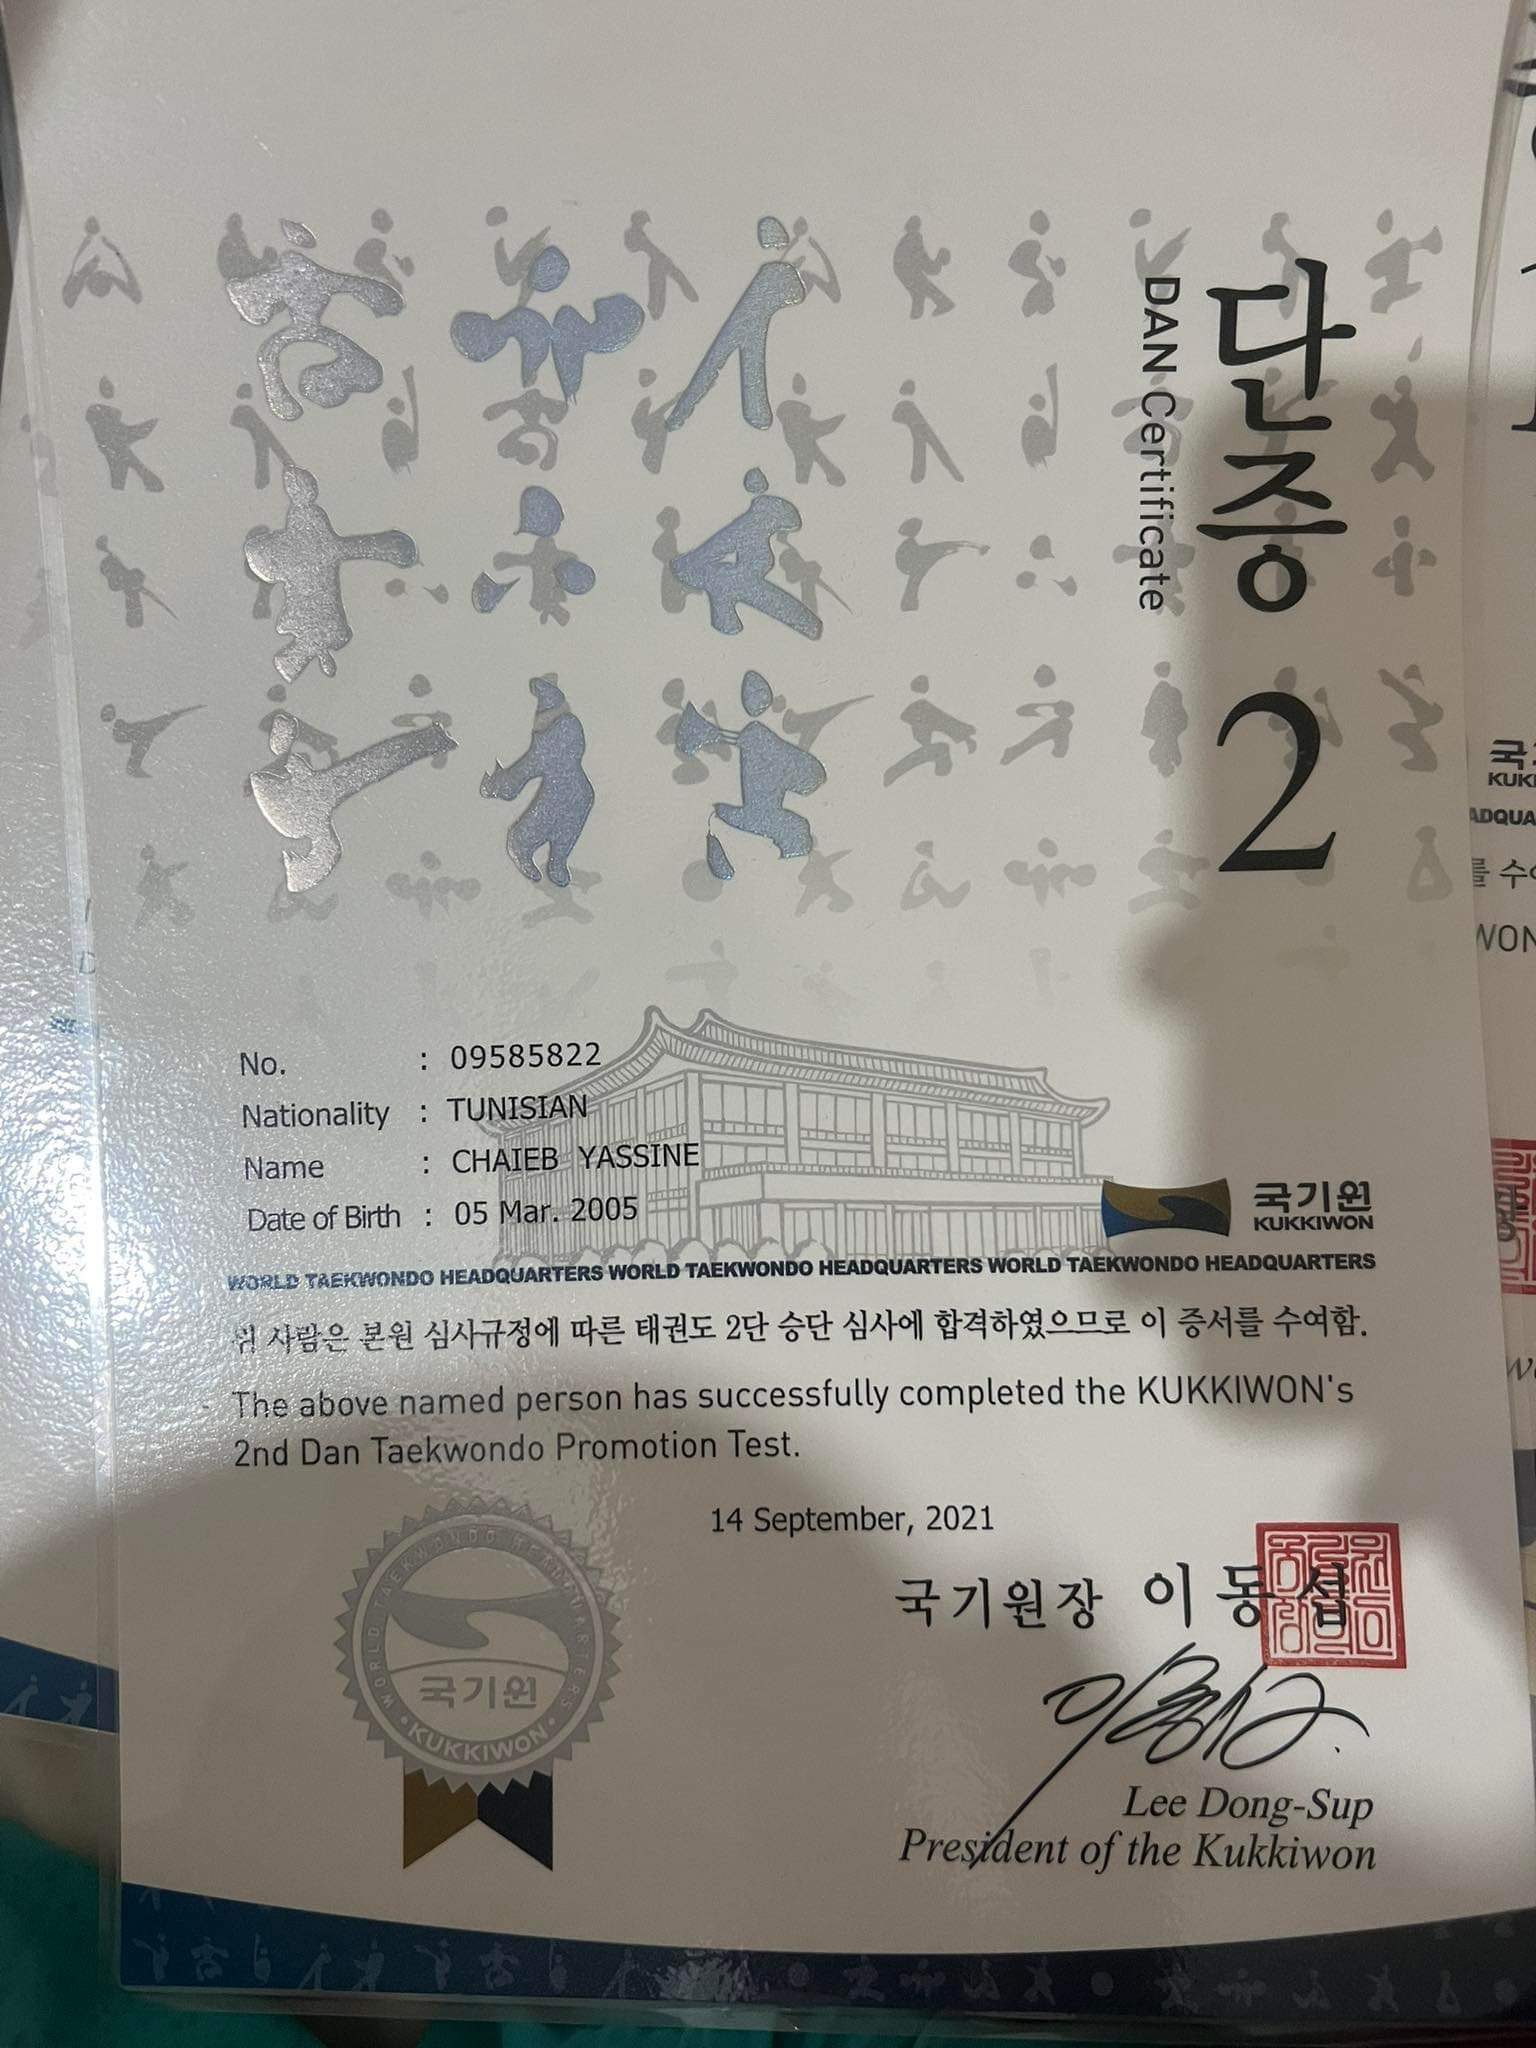 단증 2
DAN Certificate
No. : 09585822
Nationality : TUNISIAN
Name : CHAIEB YASSINE
Date of Birth : 05 Mar. 2005
국기원
KUKKIWON
WORLD TAEKWONDO HEADQUARTERS WORLD TAEKWONDO HEADQUARTERS WORLD TAEKWONDO HEADQUARTERS
위 사람은 본원 심사규정에 따른 태권도 2단 승단 심사에 합격하였으므로 이 증서를 수여함.
The above named person has successfully completed the KUKKIWON's
2nd Dan Taekwondo Promotion Test.
14 September, 2021
국기원장 이동섭
Lee Dong-Sup
President of the Kukkiwon
WORLD TAEKWONDO HEADQUARTERS
국기원
KUKKIWON